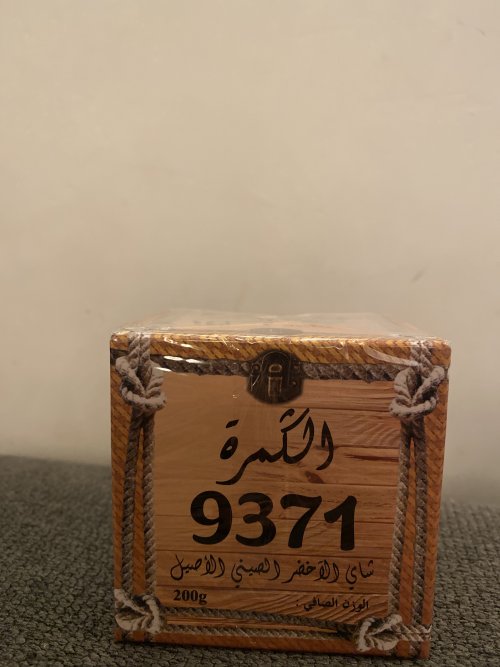 الكمرة
9371
شاي الأخضر الصيني الأصيل
الوزن الصافي : 200g